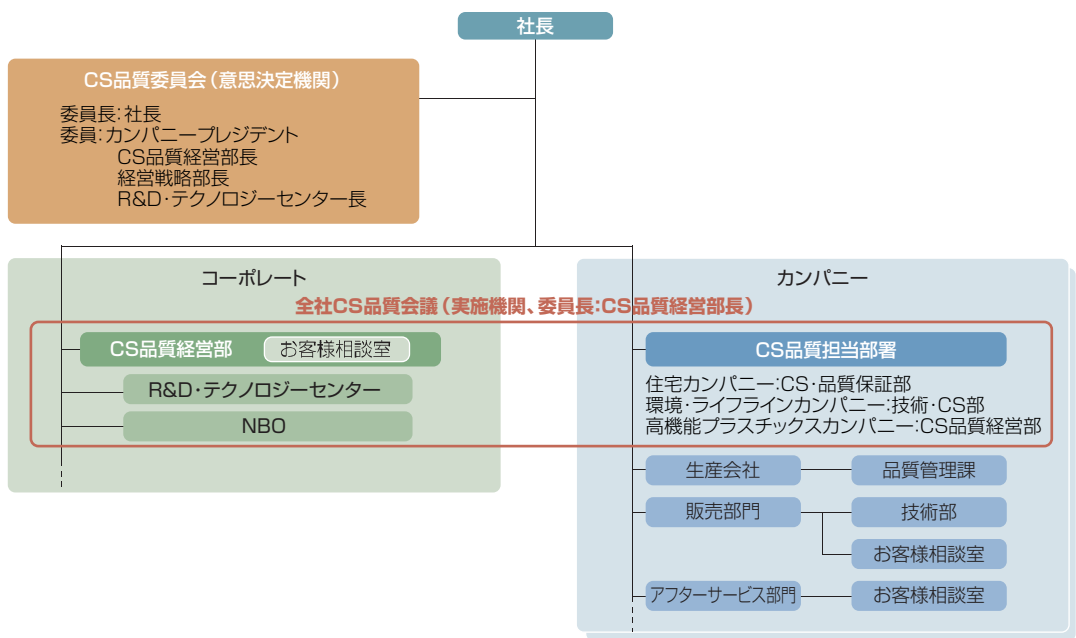 社長
CS品質委員会（意思決定機関）
委員長：社長
委員：カンパニープレジデント
CS品質経営部長
経営戦略部長
R&D・テクノロジーセンター長
コーポレート
カンパニー
全社CS品質会議（実施機関、委員長：CS品質経営部長）
CS品質経営部
お客様相談室
R&D・テクノロジーセンター
NBO
CS品質担当部署
住宅カンパニー：CS・品質保証部
環境・ライフラインカンパニー：技術・CS部
高機能プラスチックスカンパニー：CS品質経営部
生産会社
品質管理課
販売部門
技術部
お客様相談室
アフターサービス部門
お客様相談室